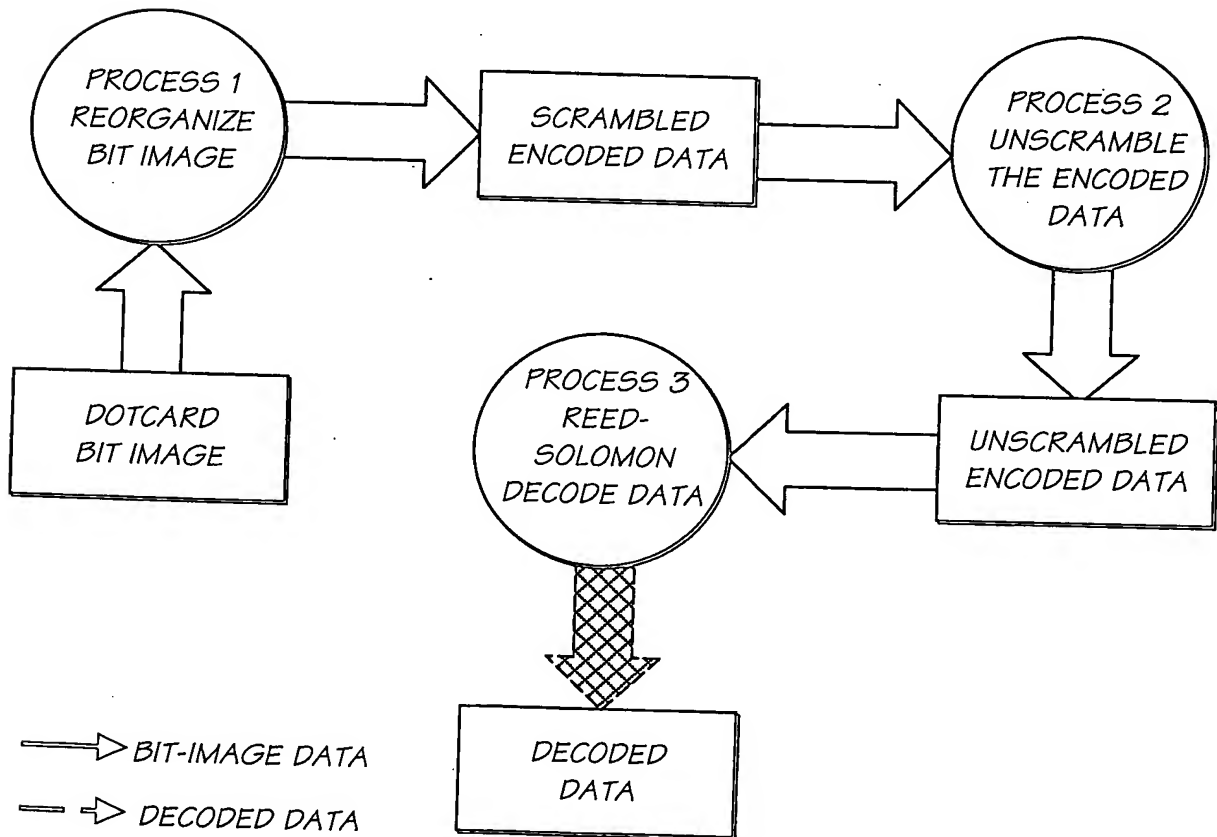 PROCESS 1
REORGANIZE
BIT IMAGE
SCRAMBLED
ENCODED DATA
PROCESS 2
UNSCRAMBLE
THE ENCODED
DATA
DOTCARD
BIT IMAGE
PROCESS 3
REED-
SOLOMON
DECODE DATA
UNSCRAMBLED
ENCODED DATA
DECODED
DATA
BIT-IMAGE DATA
DECODED DATA